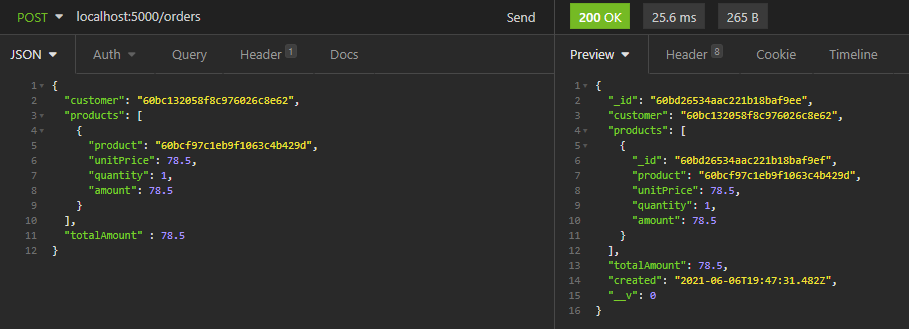 POST localhost:5000/orders Send 200 OK 25.6 ms 265 B
JSON Auth Query Header 1 Docs Preview Header 8 Cookie Timeline
1 {
2 "customer": "60bc132058f8c976026c8e62",
3 "products": [
4 {
5 "product": "60bcf97c1eb9f1063c4b429d",
6 "unitPrice": 78.5,
7 "quantity": 1,
8 "amount": 78.5
9 }
10 ],
11 "totalAmount" : 78.5
12 }
1 {
2 "_id": "60bd26534aac221b18baf9ee",
3 "customer": "60bc132058f8c976026c8e62",
4 "products": [
5 {
6 "_id": "60bd26534aac221b18baf9ef",
7 "product": "60bcf97c1eb9f1063c4b429d",
8 "unitPrice": 78.5,
9 "quantity": 1,
10 "amount": 78.5
11 }
12 ],
13 "totalAmount": 78.5,
14 "created": "2021-06-06T19:47:31.482Z",
15 "__v": 0
16 }